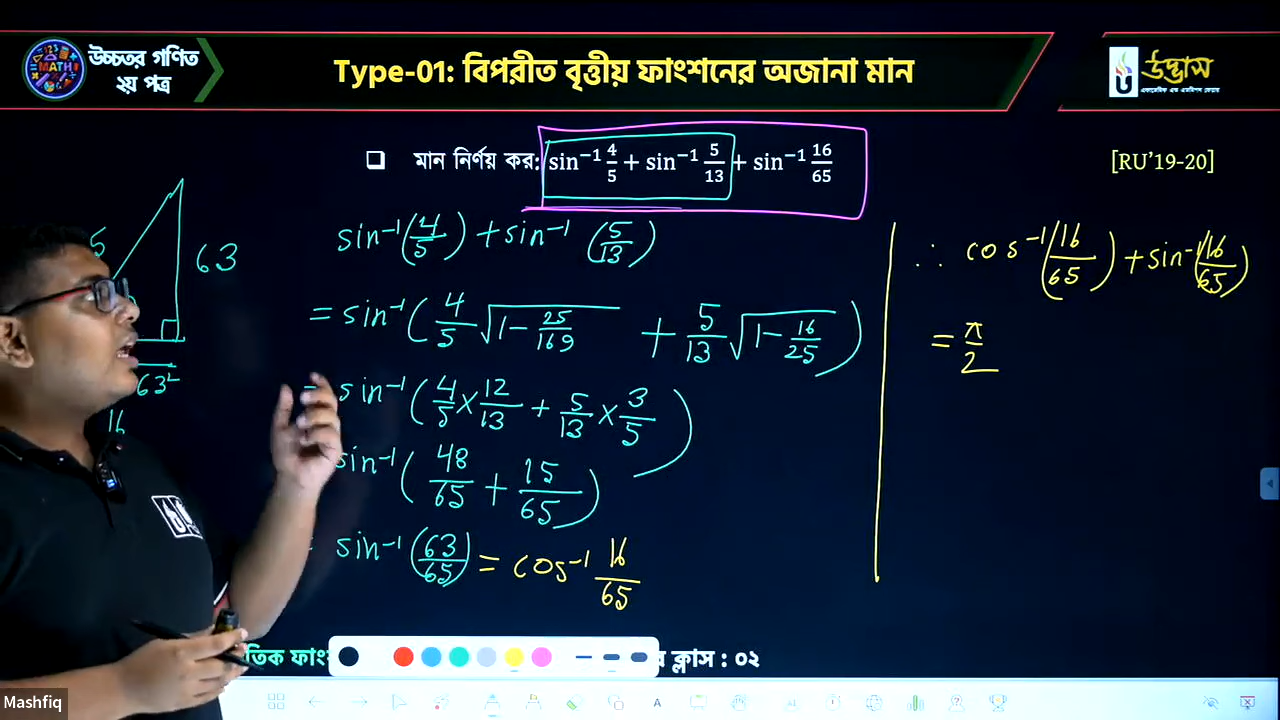 উচ্চতর গণিত
২য় পত্র
MATH
Type-01: বিপরীত বৃত্তীয় ফাংশনের অজানা মান
উদ্ভাস
❑ মান নির্ণয় কর: sin⁻¹ 4/5 + sin⁻¹ 5/13 + sin⁻¹ 16/65
[RU'19-20]
5
63
63²
16
sin⁻¹(4/5) + sin⁻¹ (5/13)
= sin⁻¹(4/5 √1 − 25/169 + 5/13 √1 − 16/25)
= sin⁻¹(4/5 × 12/13 + 5/13 × 3/5)
sin⁻¹(48/65 + 15/65)
= sin⁻¹(63/65) = cos⁻¹ 16/65
∴ cos⁻¹(16/65) + sin⁻¹(16/65)
= π/2
ক্লাস : ০২
Mashfiq
A